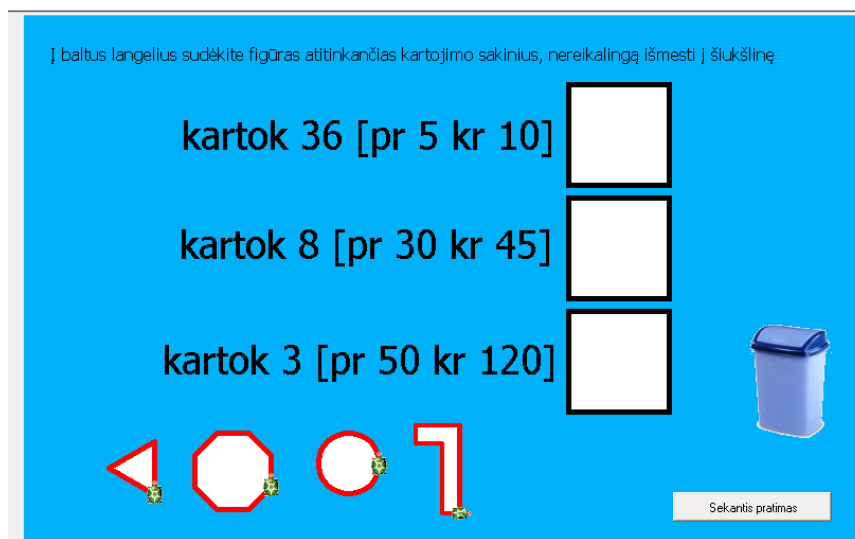 Į baltus langelius sudėkite figūras atitinkančias kartojimo sakinius, nereikalingą išmesti į šiukšlinę
kartok 36 [pr 5 kr 10]
kartok 8 [pr 30 kr 45]
kartok 3 [pr 50 kr 120]
Sekantis pratimas